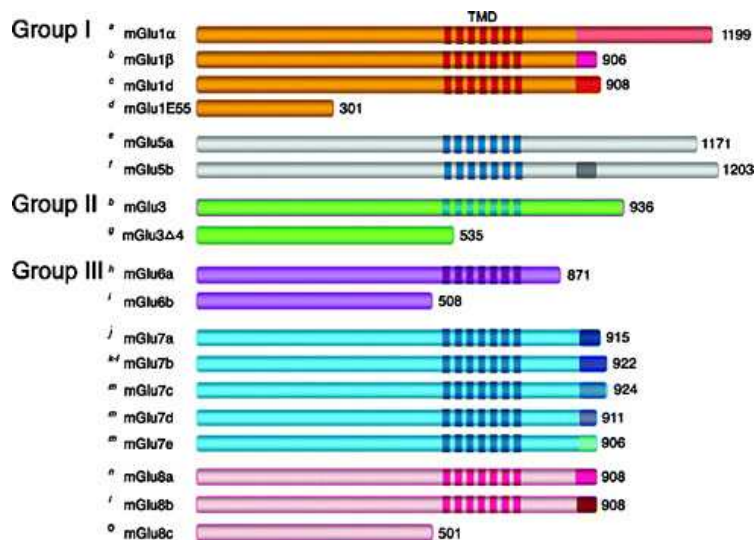 TMD
Group I a mGlu1α 1199
b mGlu1β 906
c mGlu1d 908
d mGlu1E55 301
e mGlu5a 1171
f mGlu5b 1203
Group II b mGlu3 936
g mGlu3Δ4 535
Group III h mGlu6a 871
i mGlu6b 508
j mGlu7a 915
k-l mGlu7b 922
m mGlu7c 924
m mGlu7d 911
m mGlu7e 906
n mGlu8a 908
l mGlu8b 908
o mGlu8c 501